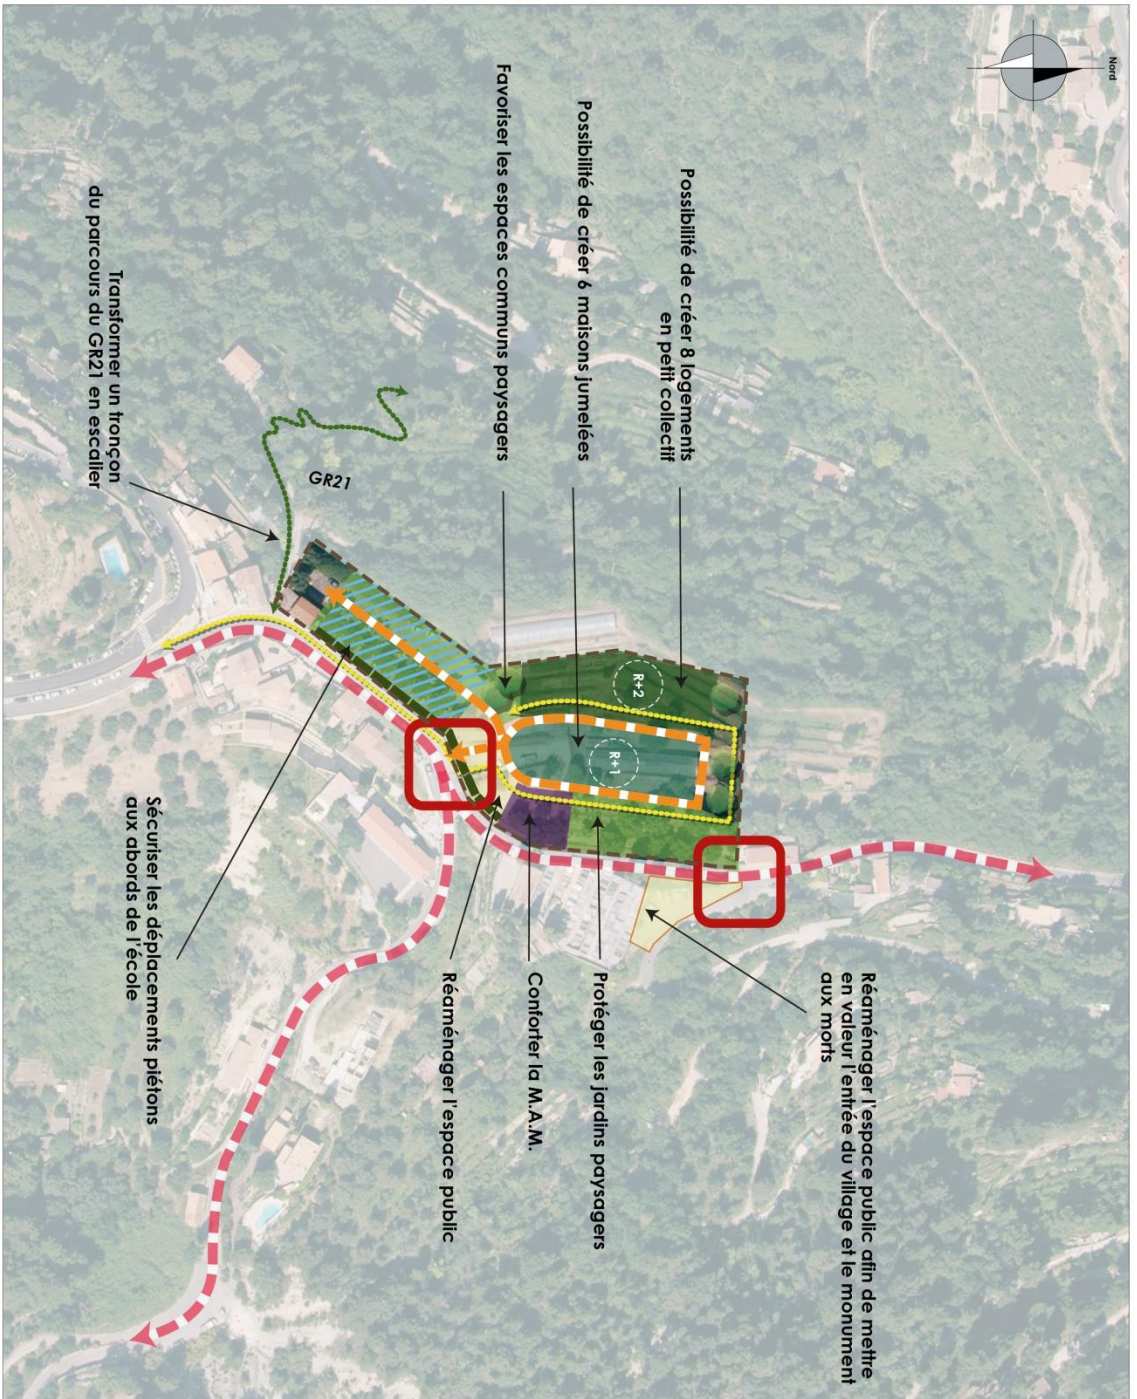 Nord
Possibilité de créer 8 logements
en petit collectif
Possibilité de créer 6 maisons jumelées
Favoriser les espaces communs paysagers
Transformer un tronçon
du parcours du GR21 en escalier
GR21
R+2
R+1
Réaménager l'espace public afin de mettre
en valeur l'entrée du village et le monument
aux morts
Protéger les jardins paysagers
Conforter la M.A.M.
Réaménager l'espace public
Sécuriser les déplacements piétons
aux abords de l'école